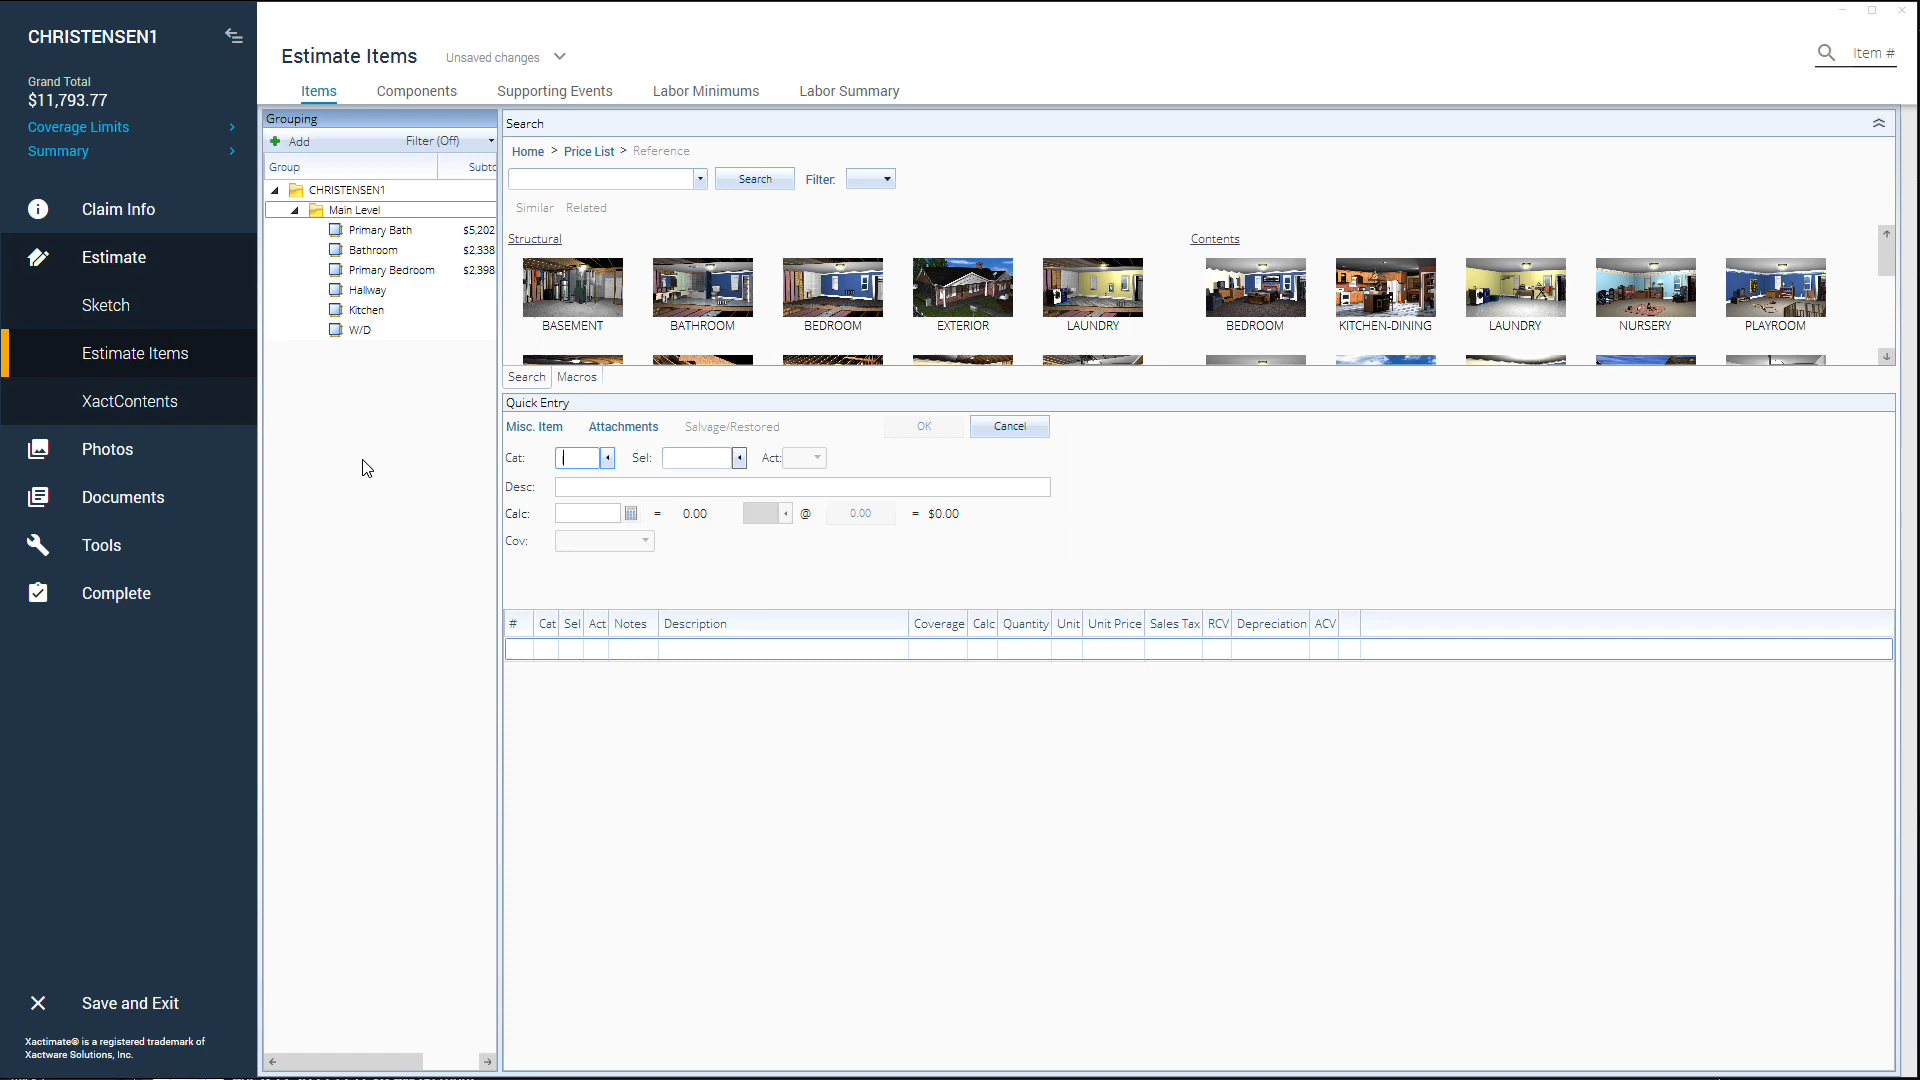 CHRISTENSEN1
Grand Total
$11,793.77
Coverage Limits
Summary
Claim Info
Estimate
Sketch
Estimate Items
XactContents
Photos
Documents
Tools
Complete
Save and Exit
Xactimate® is a registered trademark of
Xactware Solutions, Inc.
Estimate Items Unsaved changes
Item #
Items Components Supporting Events Labor Minimums Labor Summary
Grouping
Add Filter (Off)
Group Subto
CHRISTENSEN1
Main Level
Primary Bath $5,202
Bathroom $2,338
Primary Bedroom $2,398
Hallway
Kitchen
W/D
Search
Home > Price List > Reference
Search Filter:
Similar Related
Structural
BASEMENT BATHROOM BEDROOM EXTERIOR LAUNDRY
Contents
BEDROOM KITCHEN-DINING LAUNDRY NURSERY PLAYROOM
Search Macros
Quick Entry
Misc. Item Attachments Salvage/Restored OK Cancel
Cat: Sel: Act:
Desc:
Calc: = 0.00 @ 0.00 = $0.00
Cov:
# Cat Sel Act Notes Description Coverage Calc Quantity Unit Unit Price Sales Tax RCV Depreciation ACV